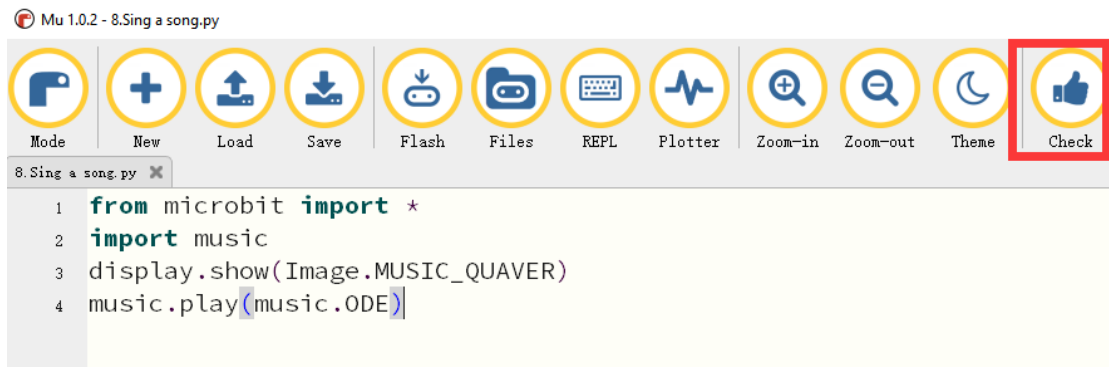 Mu 1.0.2 - 8.Sing a song.py
Mode New Load Save Flash Files REPL Plotter Zoom-in Zoom-out Theme Check
8.Sing a song.py
1 from microbit import *
2 import music
3 display.show(Image.MUSIC_QUAVER)
4 music.play(music.ODE)